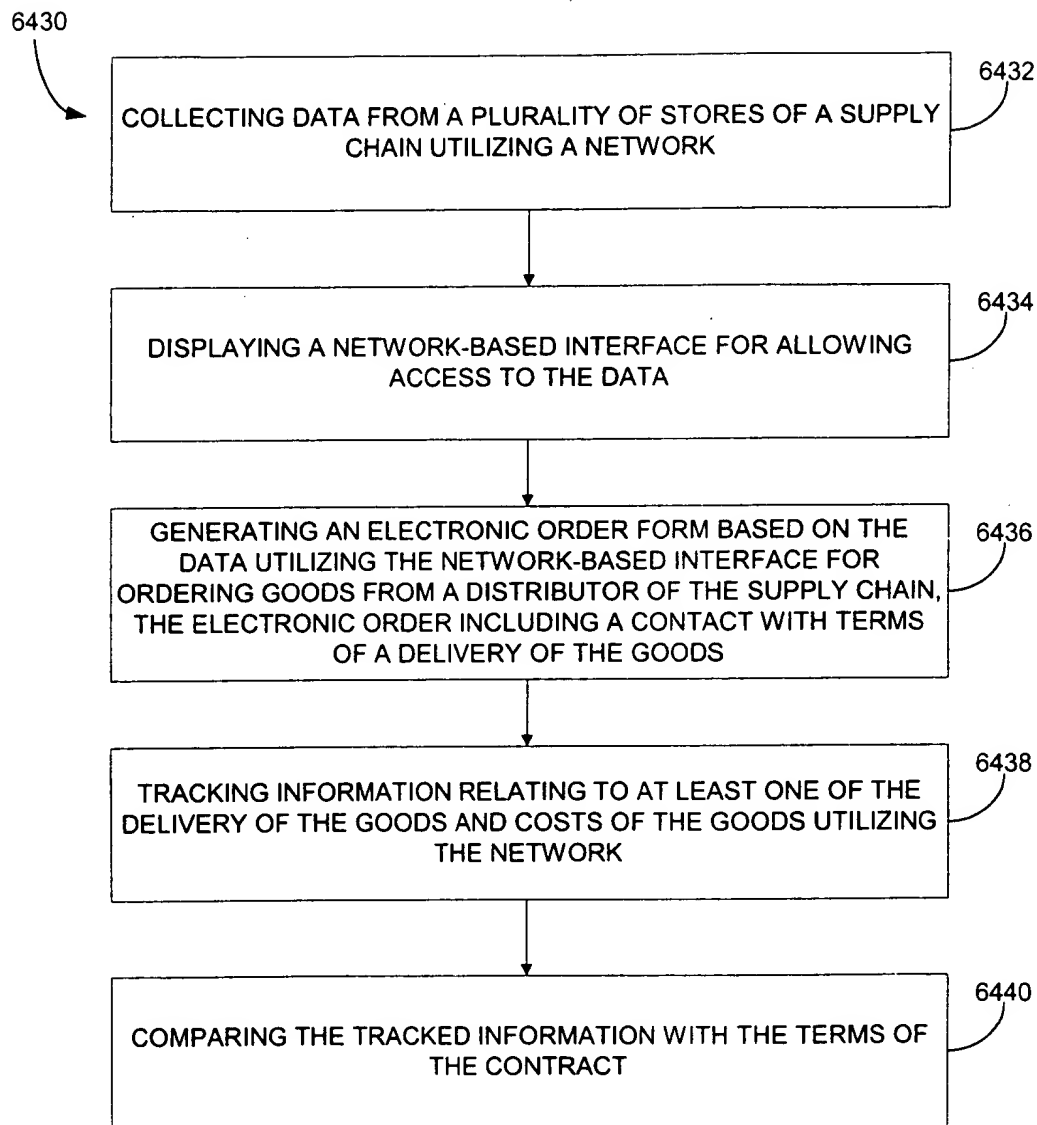 6430
6432
COLLECTING DATA FROM A PLURALITY OF STORES OF A SUPPLY
CHAIN UTILIZING A NETWORK
6434
DISPLAYING A NETWORK-BASED INTERFACE FOR ALLOWING
ACCESS TO THE DATA
6436
GENERATING AN ELECTRONIC ORDER FORM BASED ON THE
DATA UTILIZING THE NETWORK-BASED INTERFACE FOR
ORDERING GOODS FROM A DISTRIBUTOR OF THE SUPPLY CHAIN,
THE ELECTRONIC ORDER INCLUDING A CONTACT WITH TERMS
OF A DELIVERY OF THE GOODS
6438
TRACKING INFORMATION RELATING TO AT LEAST ONE OF THE
DELIVERY OF THE GOODS AND COSTS OF THE GOODS UTILIZING
THE NETWORK
6440
COMPARING THE TRACKED INFORMATION WITH THE TERMS OF
THE CONTRACT